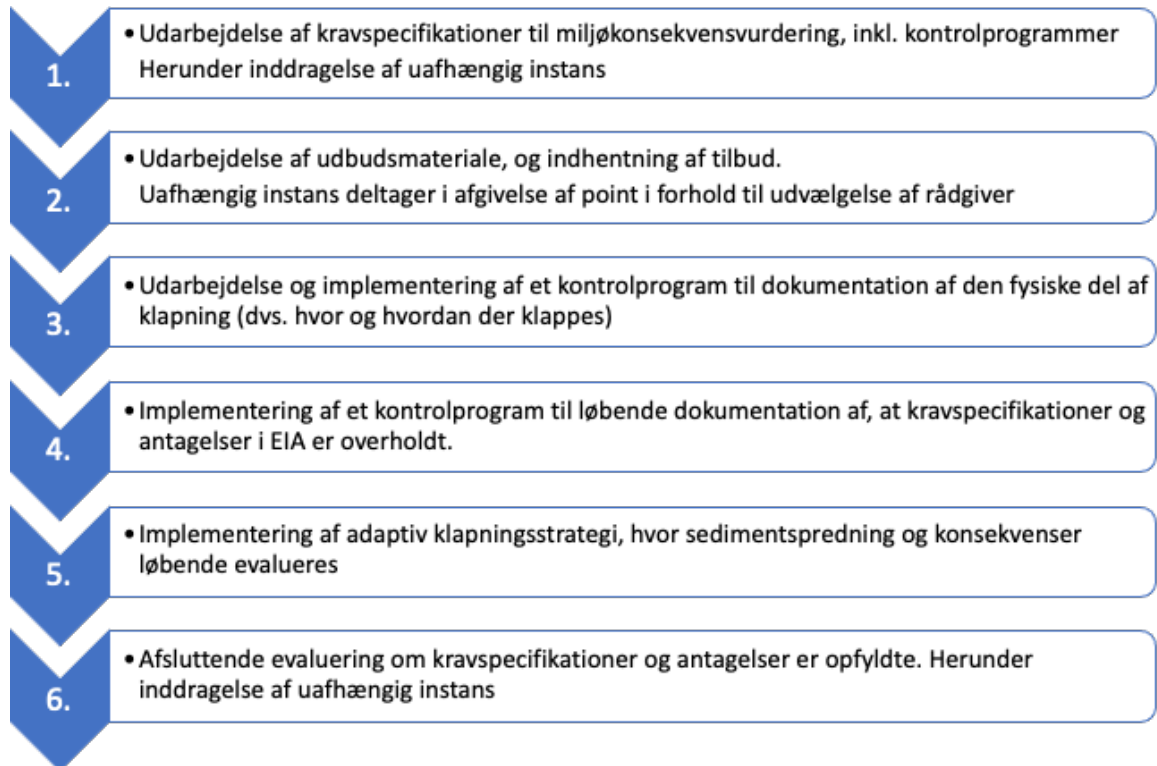 1.
• Udarbejdelse af kravspecifikationer til miljøkonsekvensvurdering, inkl. kontrolprogrammer
Herunder inddragelse af uafhængig instans
2.
• Udarbejdelse af udbudsmateriale, og indhentning af tilbud.
Uafhængig instans deltager i afgivelse af point i forhold til udvælgelse af rådgiver
3.
• Udarbejdelse og implementering af et kontrolprogram til dokumentation af den fysiske del af
klapning (dvs. hvor og hvordan der klappes)
4.
• Implementering af et kontrolprogram til løbende dokumentation af, at kravspecifikationer og
antagelser i EIA er overholdt.
5.
• Implementering af adaptiv klapningsstrategi, hvor sedimentspredning og konsekvenser
løbende evalueres
6.
• Afsluttende evaluering om kravspecifikationer og antagelser er opfyldte. Herunder
inddragelse af uafhængig instans